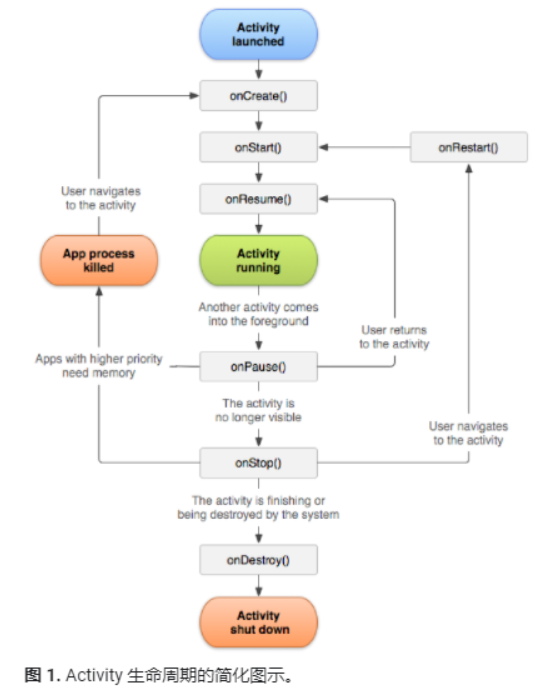 Activity
launched
onCreate()
onStart()
onRestart()
User navigates
to the activity
onResume()
App process
killed
Activity
running
Another activity comes
into the foreground
User returns
to the activity
Apps with higher priority
need memory
onPause()
The activity is
no longer visible
User navigates
to the activity
onStop()
The activity is finishing or
being destroyed by the system
onDestroy()
Activity
shut down
图 1. Activity 生命周期的简化图示。